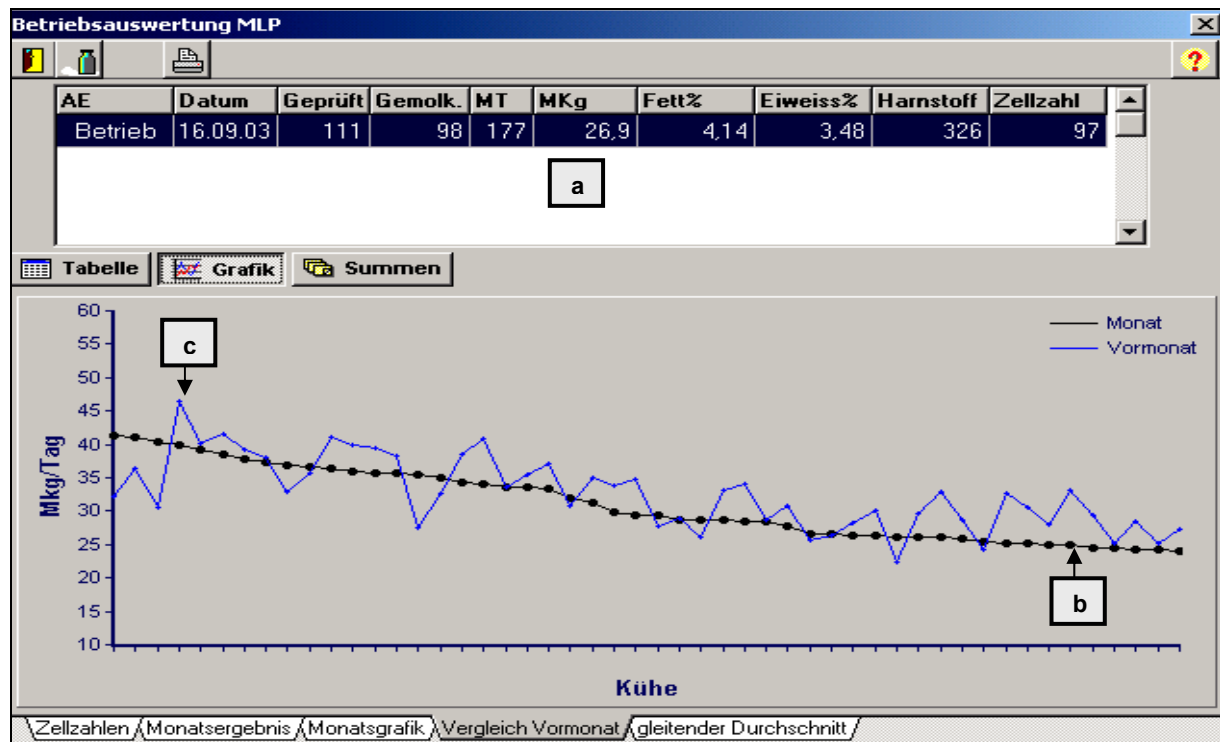 Betriebsauswertung MLP
?
AE Datum Geprüft Gemolk. MT MKg Fett% Eiweiss% Harnstoff Zellzahl
Betrieb 16.09.03 111 98 177 26,9 4,14 3,48 326 97
a
Tabelle Grafik Summen
60
55
50
45
40
35
30
25
20
15
10
Mkg/Tag
c
Monat
Vormonat
b
Kühe
Zellzahlen Monatsergebnis Monatsgrafik Vergleich Vormonat gleitender Durchschnitt